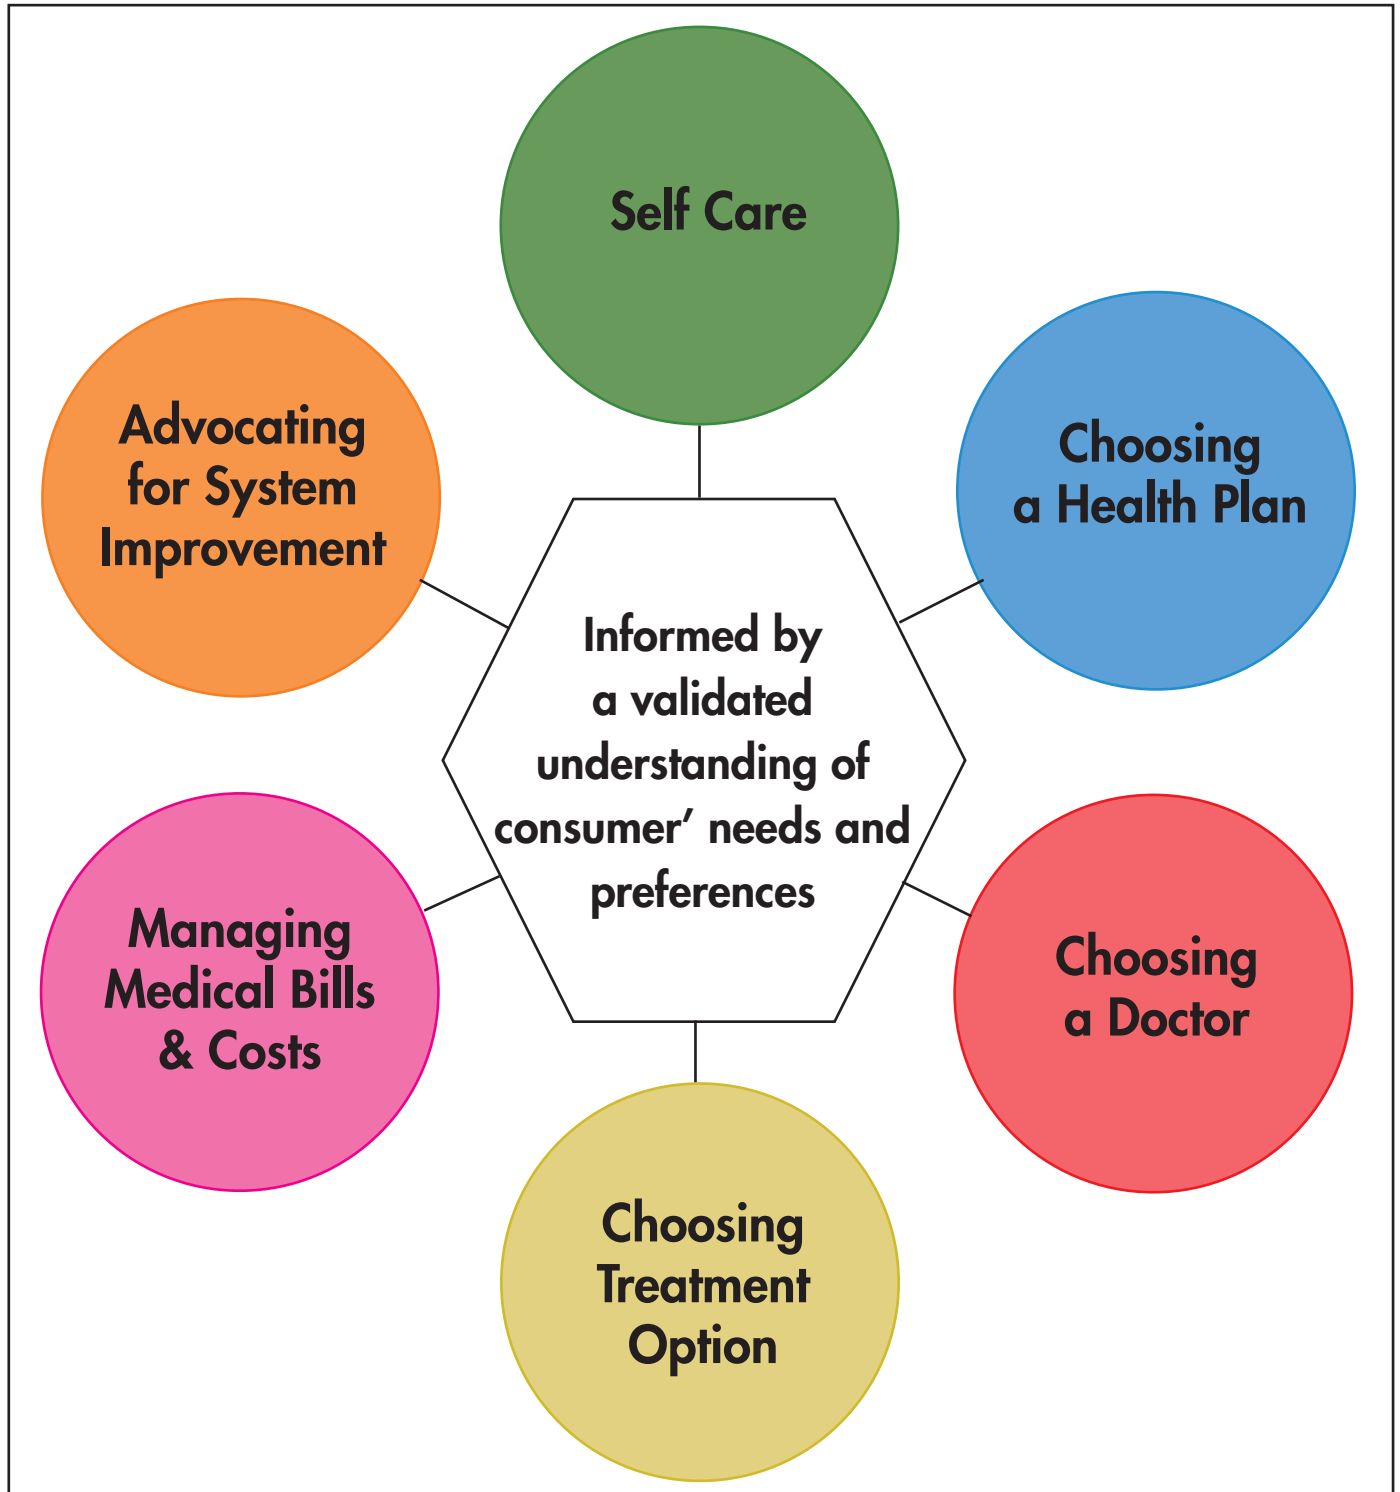 Self Care
Advocating
for System
Improvement
Choosing
a Health Plan
Informed by
a validated
understanding of
consumer’ needs and
preferences
Managing
Medical Bills
& Costs
Choosing
a Doctor
Choosing
Treatment
Option